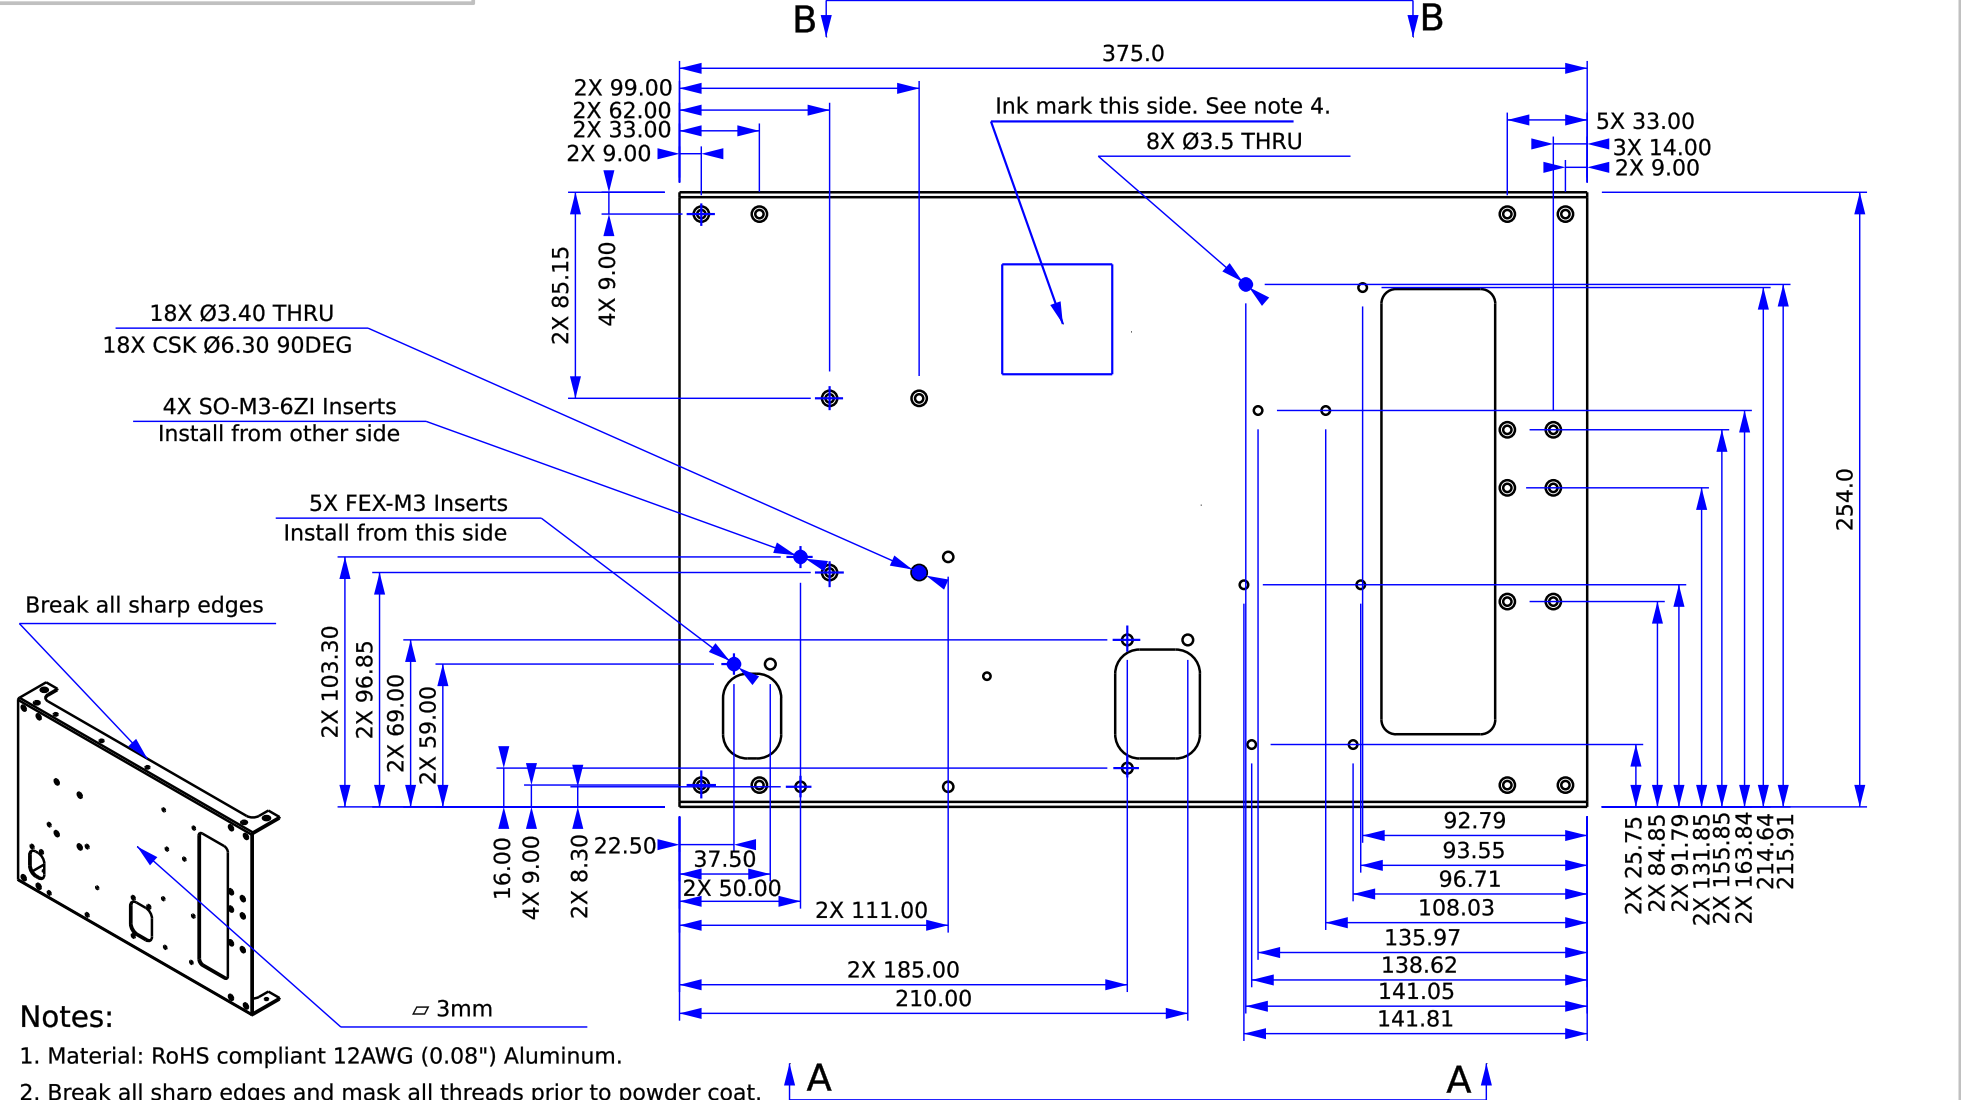 B
B
375.0
2X 99.00
2X 62.00
2X 33.00
2X 9.00
Ink mark this side. See note 4.
8X Ø3.5 THRU
5X 33.00
3X 14.00
2X 9.00
2X 85.15
4X 9.00
18X Ø3.40 THRU
18X CSK Ø6.30 90DEG
4X SO-M3-6ZI Inserts
Install from other side
5X FEX-M3 Inserts
Install from this side
254.0
Break all sharp edges
2X 103.30
2X 96.85
2X 69.00
2X 59.00
16.00
4X 9.00
2X 8.30
22.50
37.50
2X 50.00
2X 111.00
2X 185.00
210.00
92.79
93.55
96.71
108.03
135.97
138.62
141.05
141.81
2X 25.75
2X 84.85
2X 91.79
2X 131.85
2X 155.85
2X 163.84
214.64
215.91
⏥ 3mm
Notes:
1. Material: RoHS compliant 12AWG (0.08") Aluminum.
2. Break all sharp edges and mask all threads prior to powder coat.
A
A